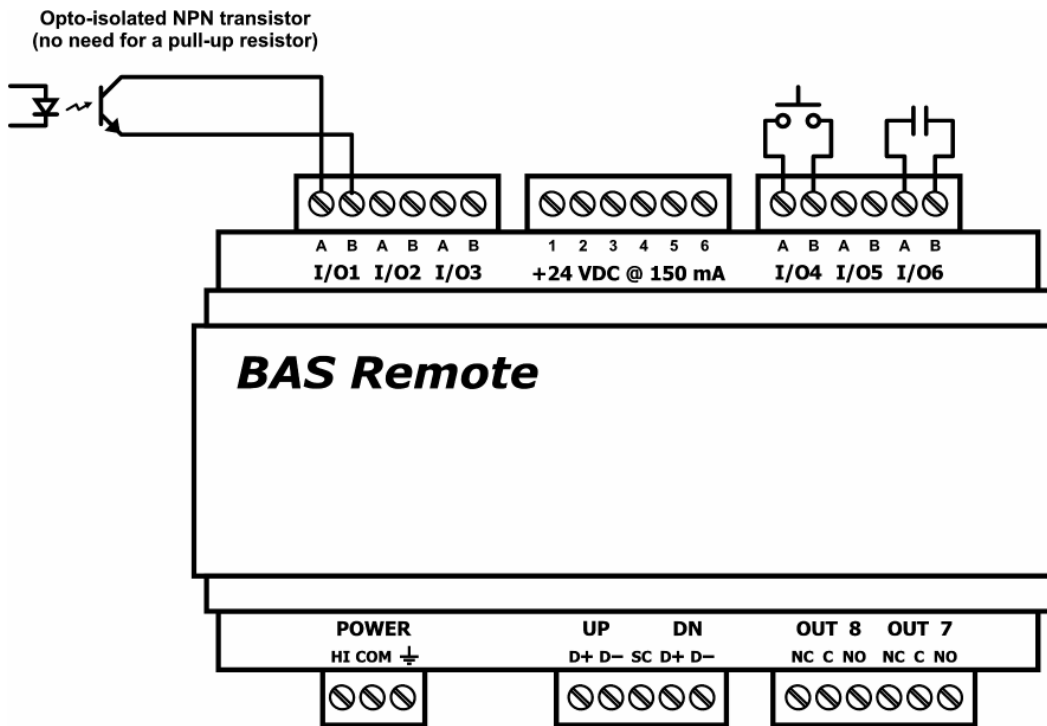 Opto-isolated NPN transistor
(no need for a pull-up resistor)
A B A B A B
I/O1 I/O2 I/O3
1 2 3 4 5 6
+24 VDC @ 150 mA
A B A B A B
I/O4 I/O5 I/O6
BAS Remote
POWER
HI COM
UP DN
D+ D− SC D+ D−
OUT 8 OUT 7
NC C NO NC C NO